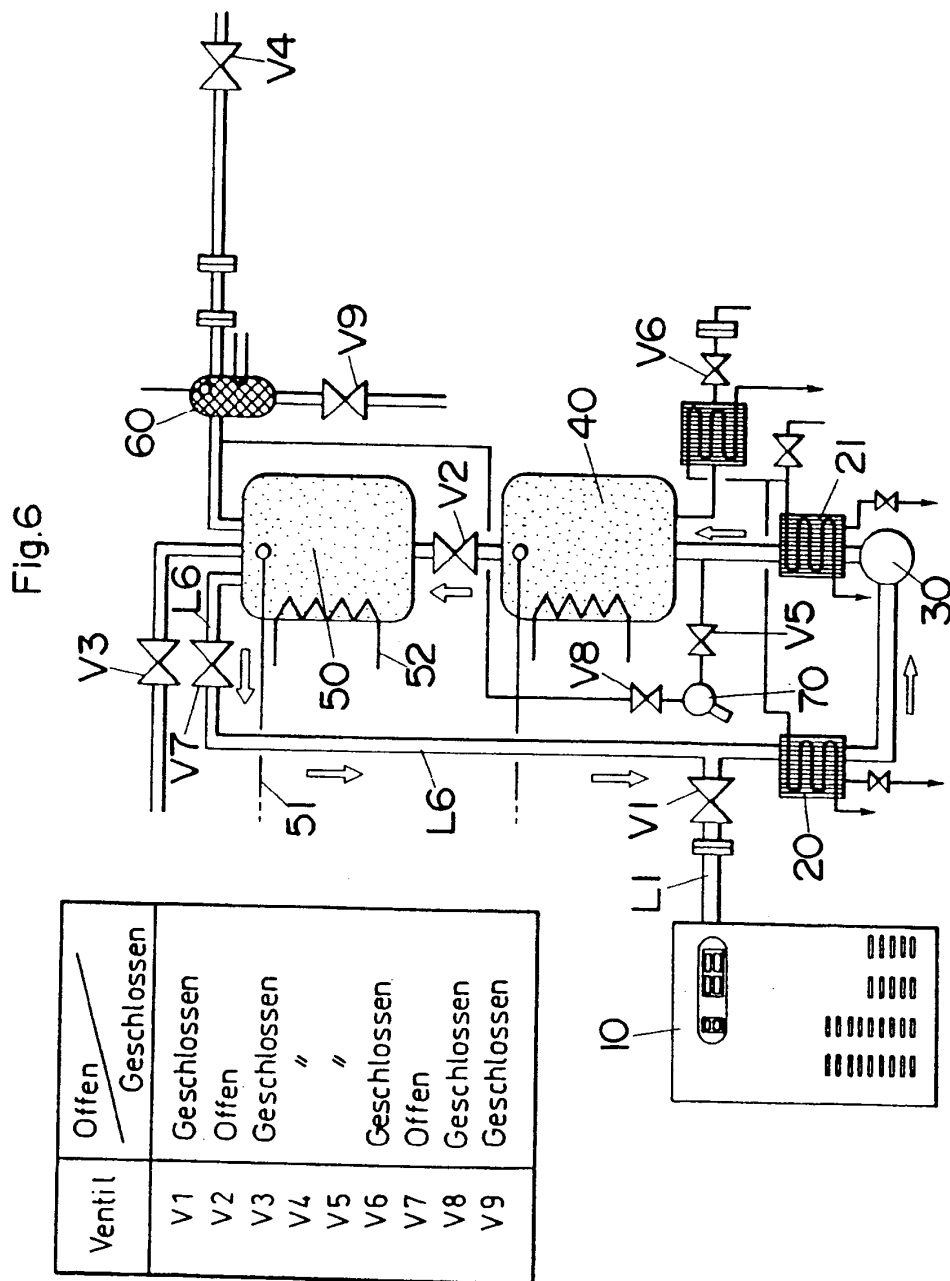 Fig.6
Ventil Offen / Geschlossen
V1 Geschlossen
V2 Offen
V3 Geschlossen
V4 "
V5 "
V6 Geschlossen
V7 Offen
V8 Geschlossen
V9 Geschlossen
V3
V7
L6
60
V4
V9
50
51
52
V2
40
V6
V8
L6
V5
70
21
V1
L1
10
20
30